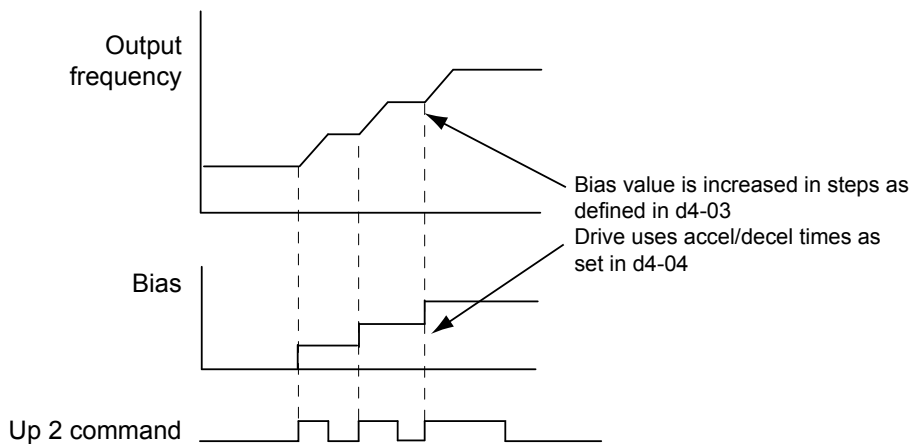 Output
frequency
Bias value is increased in steps as
defined in d4-03
Drive uses accel/decel times as
set in d4-04
Bias
Up 2 command